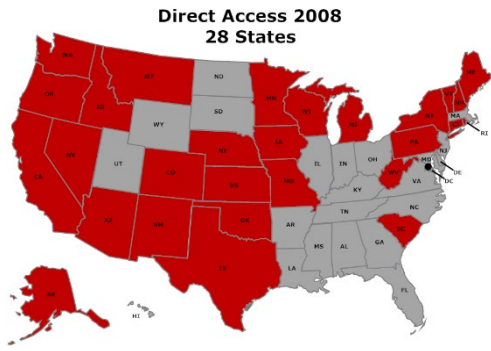 Direct Access 2008
28 States
WA
MT
ND
MN
ME
OR
ID
SD
WI
MI
NY
VT
NH
MA
RI
WY
IA
PA
NJ
NE
NV
UT
CO
IL
IN
OH
MD
DE
DC
WV
VA
CA
KS
MO
KY
NC
TN
AZ
NM
OK
AR
SC
MS
AL
GA
TX
LA
FL
AK
HI